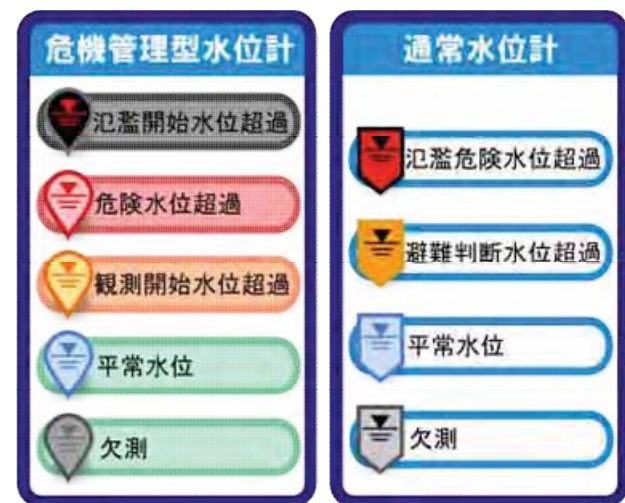 危機管理型水位計
氾濫開始水位超過
危険水位超過
観測開始水位超過
平常水位
欠測
通常水位計
氾濫危険水位超過
避難判断水位超過
平常水位
欠測